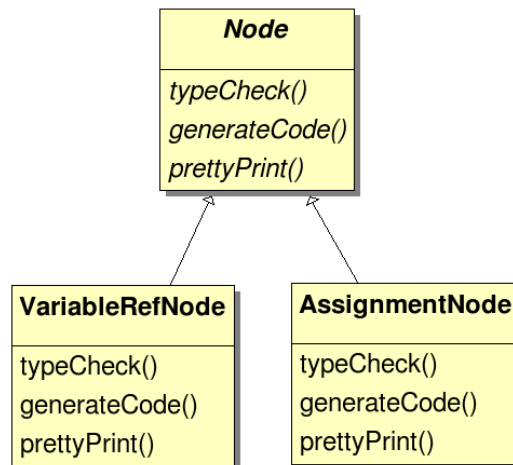 Node
typeCheck()
generateCode()
prettyPrint()
VariableRefNode
typeCheck()
generateCode()
prettyPrint()
AssignmentNode
typeCheck()
generateCode()
prettyPrint()